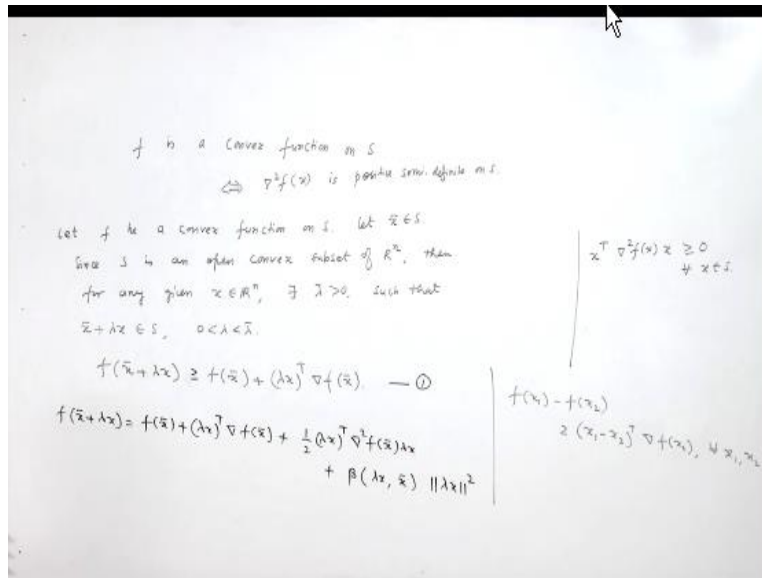 f is a convex function on S
⇔ ∇²f(x) is positive semi-definite on S.
Let f be a convex function on S. Let x̄ ∈ S
Since S is an open convex subset of Rⁿ, then
for any given x ∈ Rⁿ, ∃ λ̄ > 0, such that
x̄ + λx ∈ S, 0 < λ < λ̄.
f(x̄ + λx) ≥ f(x̄) + (λx)ᵀ ∇f(x̄). — ①
f(x̄ + λx) = f(x̄) + (λx)ᵀ ∇f(x̄) + 1/2 (λx)ᵀ ∇²f(x̄) λx
+ β(λx, x̄) ||λx||²
xᵀ ∇²f(x) x ≥ 0
∀ x ∈ S.
f(x₁) − f(x₂)
≥ (x₁ − x₂)ᵀ ∇f(x₂), ∀ x₁, x₂